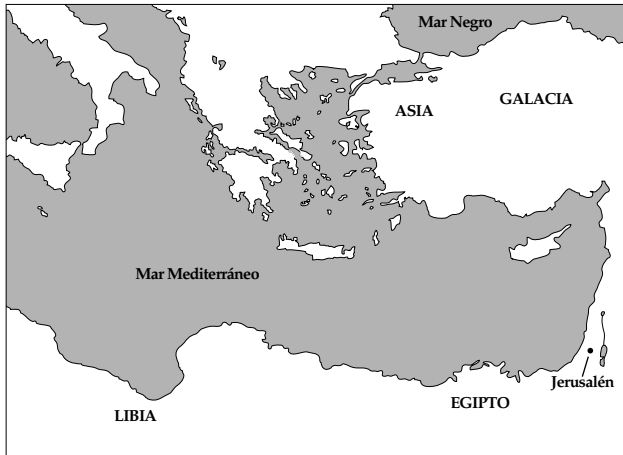 Mar Negro
ASIA
GALACIA
Mar Mediterráneo
Jerusalén
EGIPTO
LIBIA